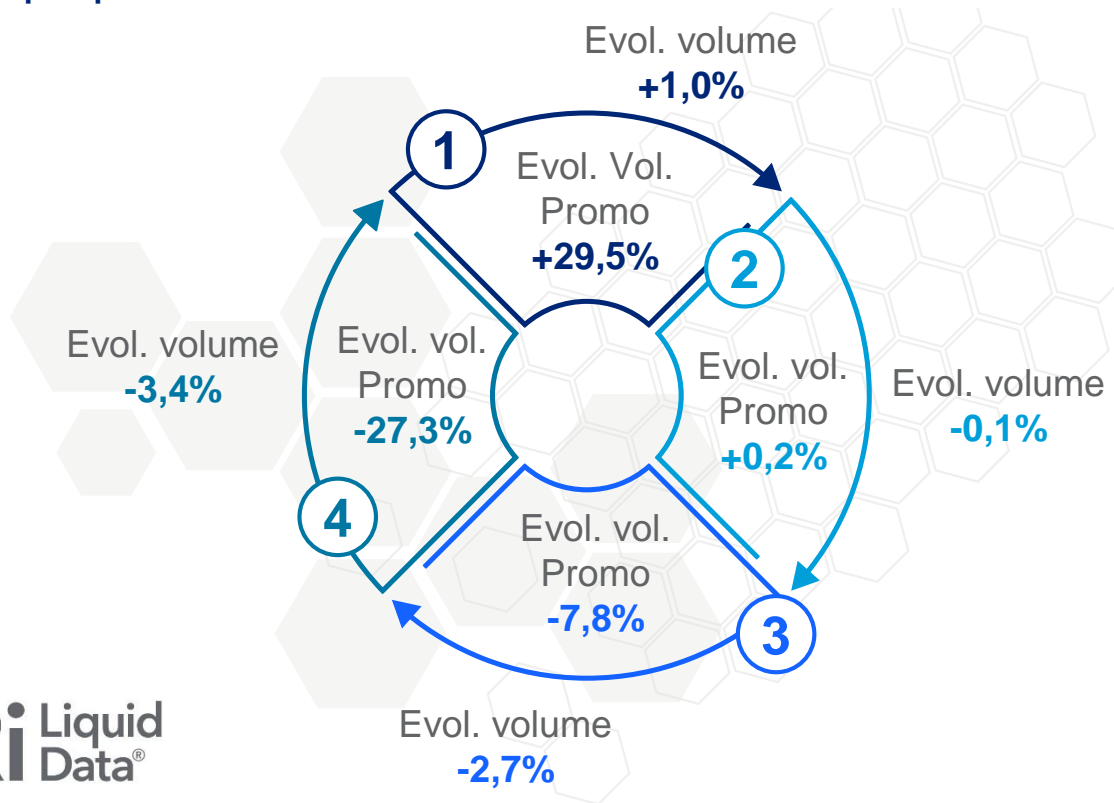 Evol. volume
+1,0%
1
Evol. Vol.
Promo
+29,5%
2
Evol. vol.
Promo
+0,2%
Evol. volume
-0,1%
3
Evol. vol.
Promo
-7,8%
Evol. volume
-2,7%
4
Evol. vol.
Promo
-27,3%
Evol. volume
-3,4%
Liquid
Data®